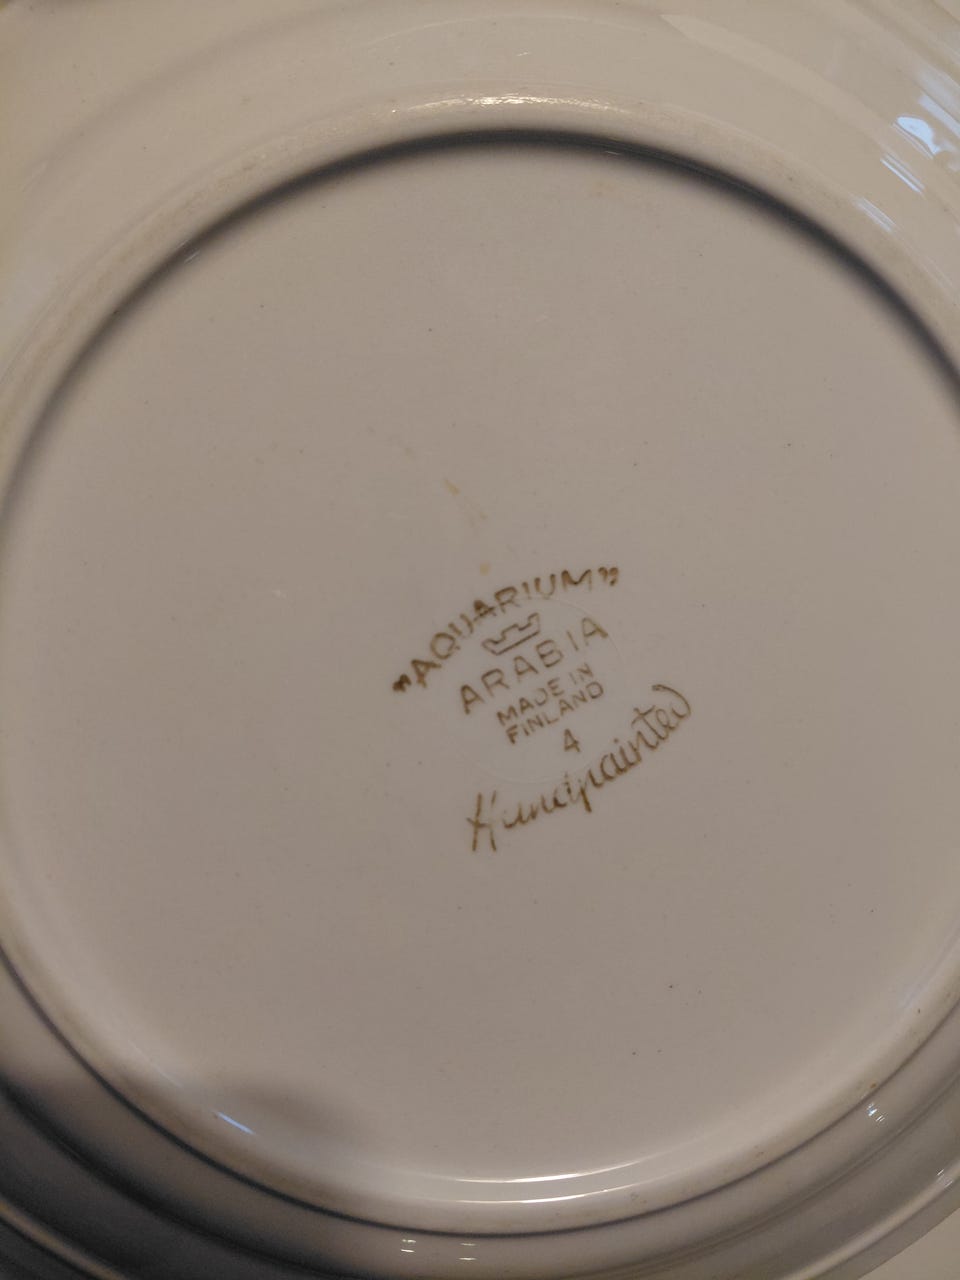 "AQUARIUM"
ARABIA
MADE IN
FINLAND
4
Handpainted